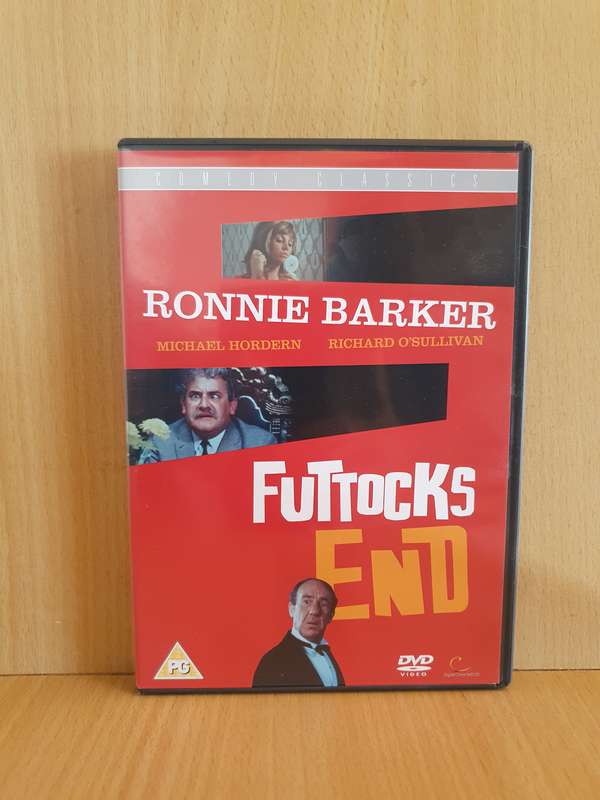 COMEDY CLASSICS
RONNIE BARKER
MICHAEL HORDERN RICHARD O'SULLIVAN
FUTTOCKS
END
PG
DVD
VIDEO